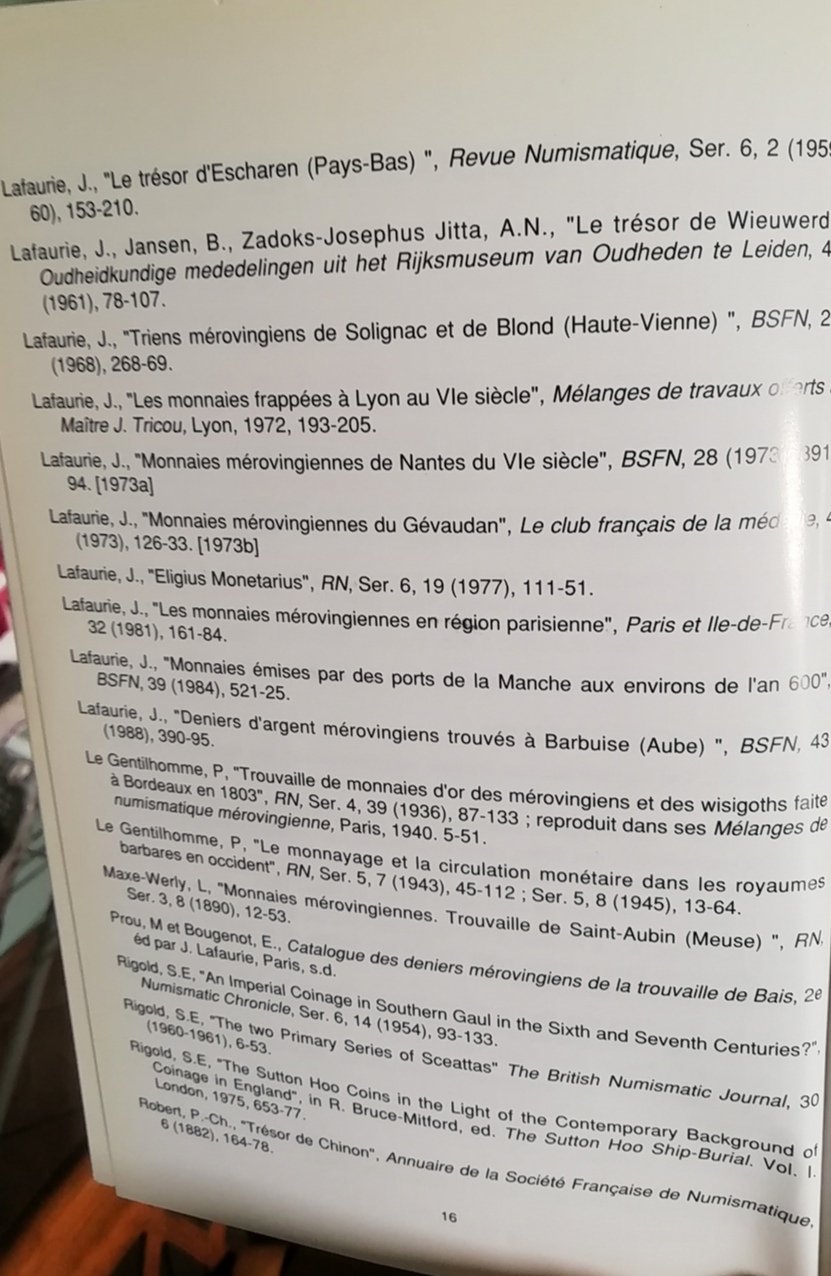 Lafaurie, J., "Le trésor d'Escharen (Pays-Bas) ", Revue Numismatique, Ser. 6, 2 (1959
60), 153-210.
Lafaurie, J., Jansen, B., Zadoks-Josephus Jitta, A.N., "Le trésor de Wieuwerd
Oudheidkundige mededelingen uit het Rijksmuseum van Oudheden te Leiden, 4
(1961), 78-107.
Lafaurie, J., "Triens mérovingiens de Solignac et de Blond (Haute-Vienne) ", BSFN, 2
(1968), 268-69.
Lafaurie, J., "Les monnaies frappées à Lyon au VIe siècle", Mélanges de travaux offerts
Maître J. Tricou, Lyon, 1972, 193-205.
Lafaurie, J., "Monnaies mérovingiennes de Nantes du VIe siècle", BSFN, 28 (1973 391
94. [1973a]
Lafaurie, J., "Monnaies mérovingiennes du Gévaudan", Le club français de la 4
(1973), 126-33. [1973b]
Lafaurie, J., "Eligius Monetarius", RN, Ser. 6, 19 (1977), 111-51.
Lafaurie, J., "Les monnaies mérovingiennes en région parisienne", Paris et Ile-de-France,
32 (1981), 161-84.
Lafaurie, J., "Monnaies émises par des ports de la Manche aux environs de l'an 600",
BSFN, 39 (1984), 521-25.
Lafaurie, J., "Deniers d'argent mérovingiens trouvés à Barbuise (Aube) ", BSFN, 43
(1988), 390-95.
Le Gentilhomme, P, "Trouvaille de monnaies d'or des mérovingiens et des wisigoths faite
à Bordeaux en 1803", RN, Ser. 4, 39 (1936), 87-133 ; reproduit dans ses Mélanges de
numismatique mérovingienne, Paris, 1940. 5-51.
Le Gentilhomme, P, "Le monnayage et la circulation monétaire dans les royaumes
barbares en occident", RN, Ser. 5, 7 (1943), 45-112 ; Ser. 5, 8 (1945), 13-64.
Maxe-Werly, L, "Monnaies mérovingiennes. Trouvaille de Saint-Aubin (Meuse) ", RN,
Ser. 3, 8 (1890), 12-53.
Prou, M et Bougenot, E., Catalogue des deniers mérovingiens de la trouvaille de Bais, 2e
éd par J. Lafaurie, Paris, s.d.
Rigold, S.E, "An Imperial Coinage in Southern Gaul in the Sixth and Seventh Centuries?",
Numismatic Chronicle, Ser. 6, 14 (1954), 93-133.
Rigold, S.E, "The two Primary Series of Sceattas" The British Numismatic Journal, 30
(1960-1961), 6-53.
Rigold, S.E, "The Sutton Hoo Coins in the Light of the Contemporary Background of
Coinage in England", in R. Bruce-Mitford, ed. The Sutton Hoo Ship-Burial. Vol. I.
London, 1975, 653-77.
Robert, P.-Ch., "Trésor de Chinon", Annuaire de la Société Française de Numismatique,
6 (1882), 164-78.
16